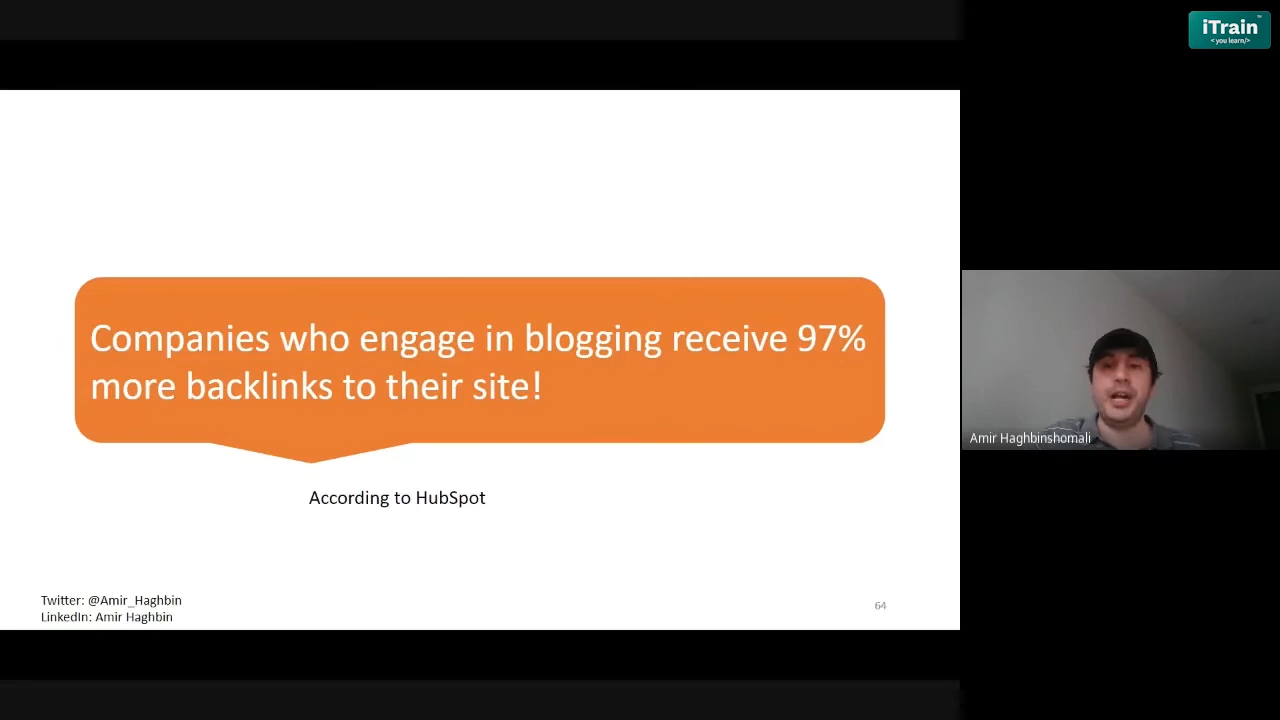 iTrain
< you learn/>
Companies who engage in blogging receive 97%
more backlinks to their site!
According to HubSpot
Amir Haghbinshomali
Twitter: @Amir_Haghbin
LinkedIn: Amir Haghbin
64